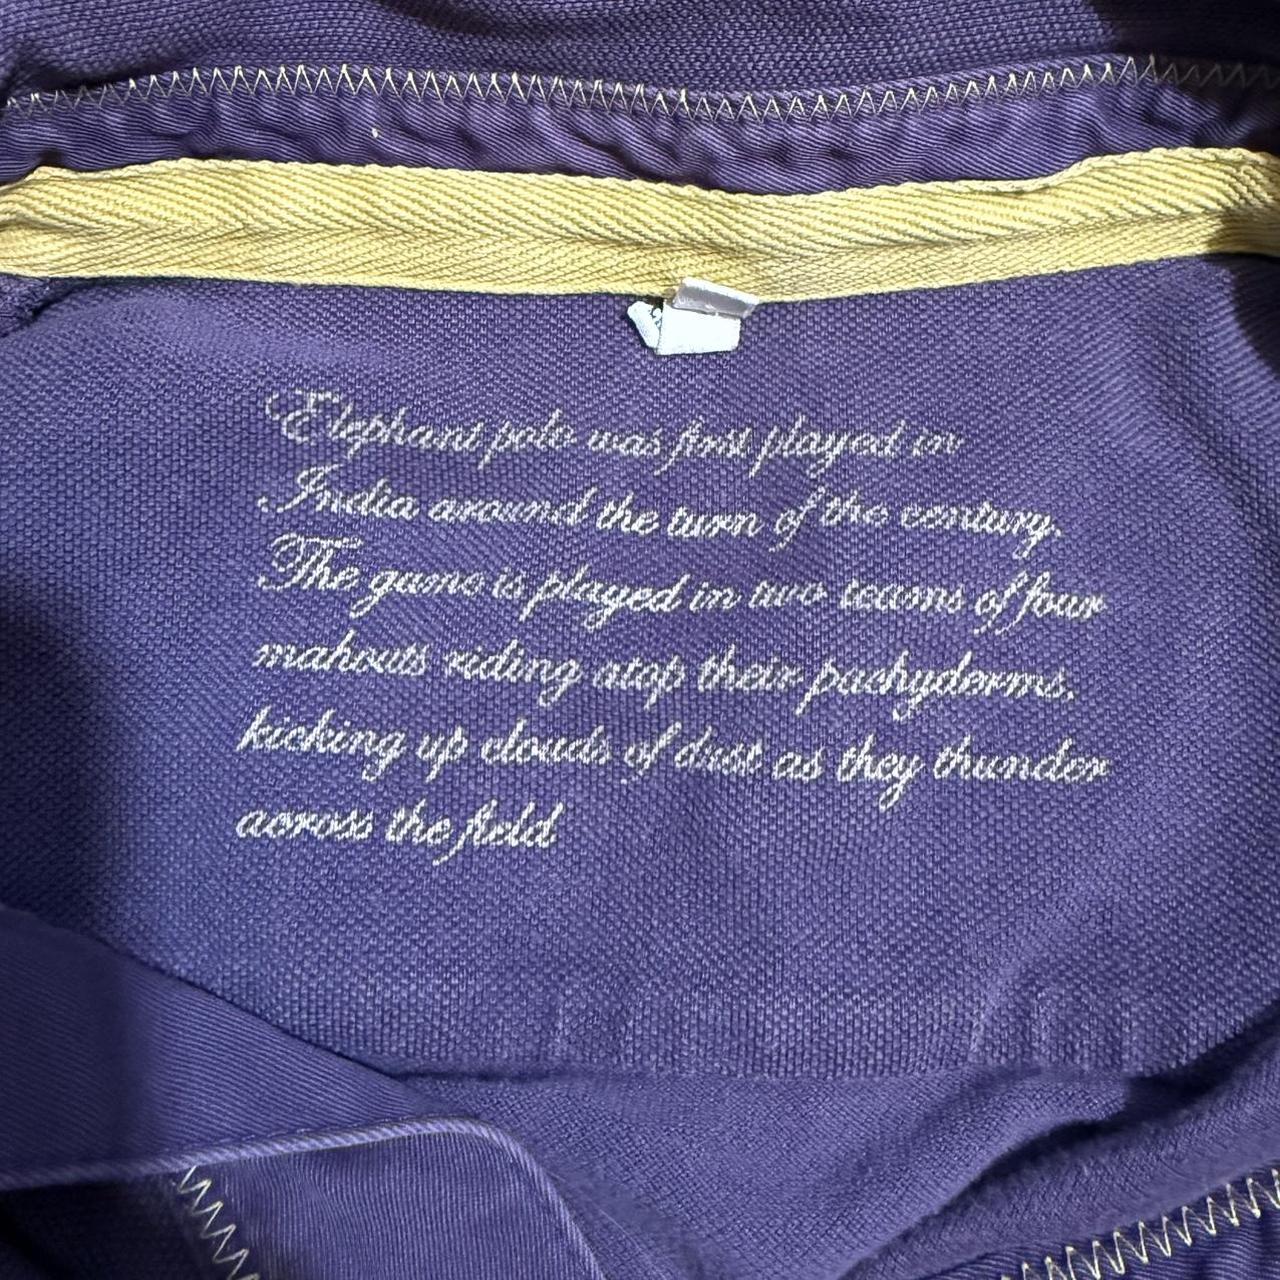 Elephant polo was first played in
India around the turn of the century.
The game is played in two teams of four
mahouts riding atop their pachyderms,
kicking up clouds of dust as they thunder
across the field